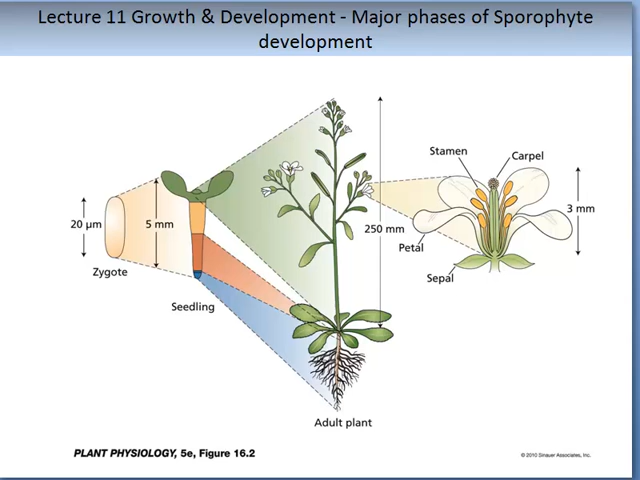 Lecture 11 Growth & Development - Major phases of Sporophyte
development
Stamen
Carpel
20 µm
5 mm
250 mm
3 mm
Petal
Zygote
Sepal
Seedling
Adult plant
PLANT PHYSIOLOGY, 5e, Figure 16.2
© 2010 Sinauer Associates, Inc.